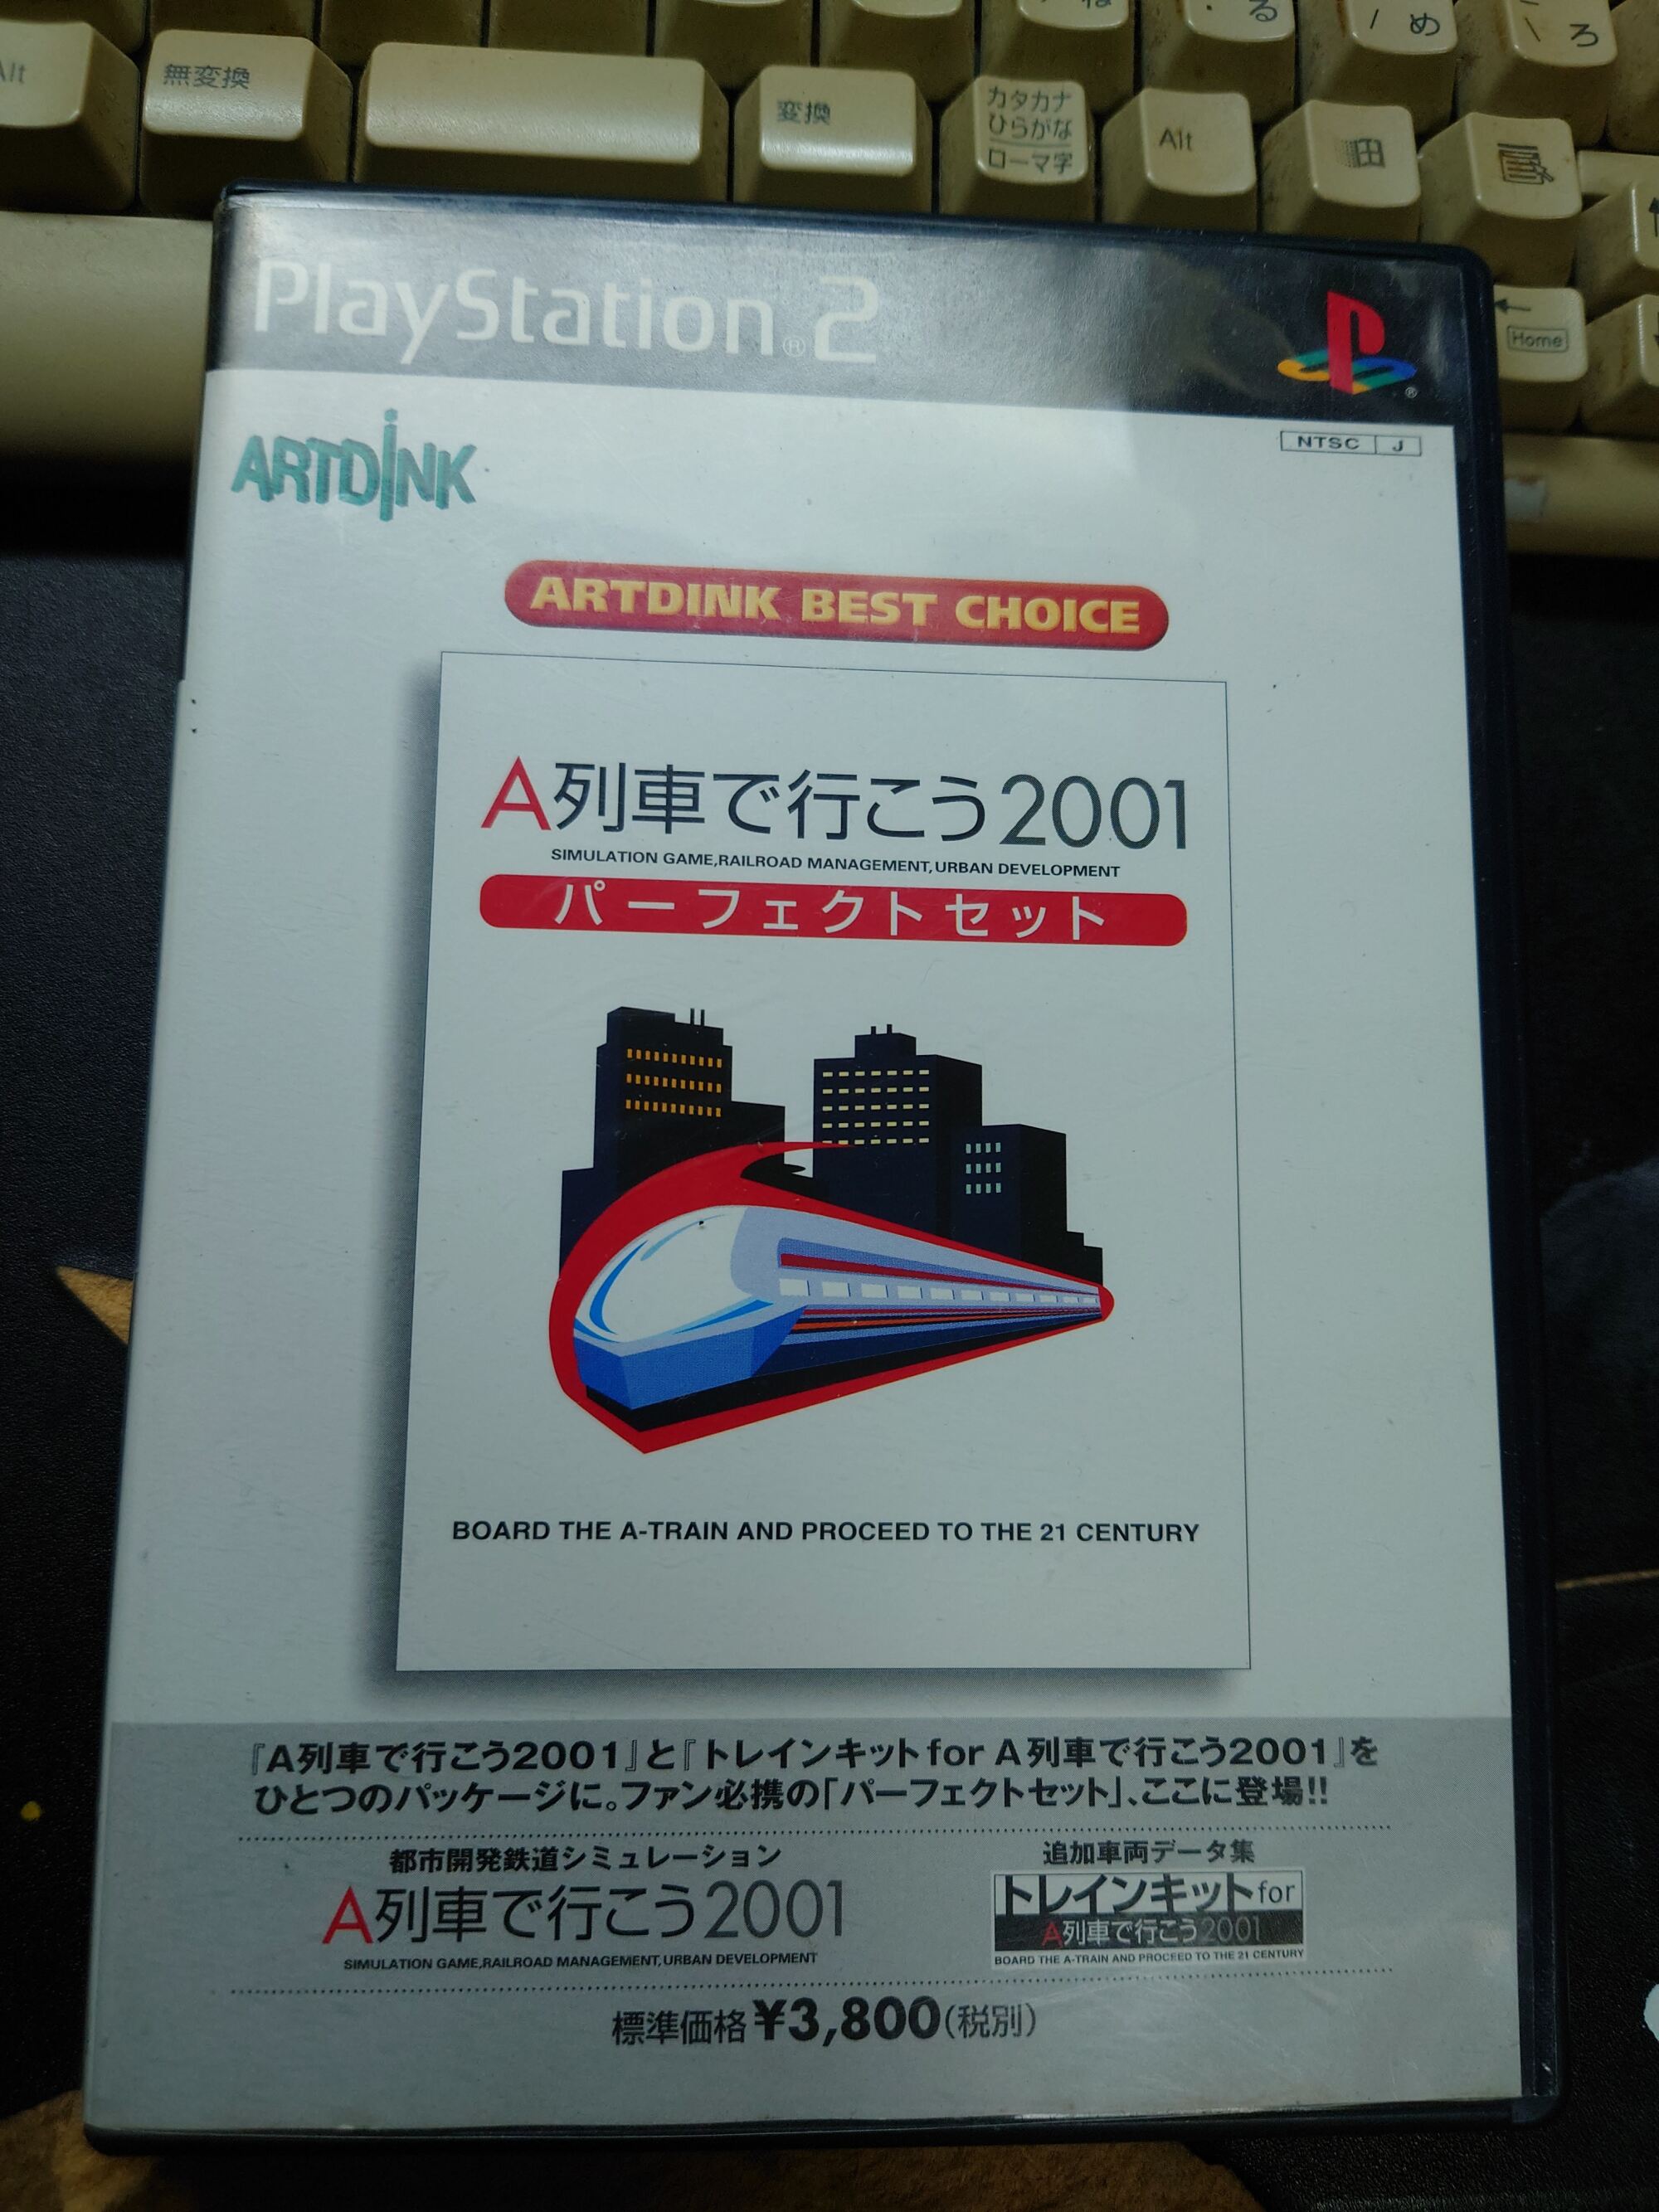 Alt
無変換
変換
カタカナ
ひらがな
ローマ字
Alt
ね
る
め
ろ
Home
PlayStation®2
®
NTSC J
ARTDINK
ARTDINK BEST CHOICE
A列車で行こう2001
SIMULATION GAME,RAILROAD MANAGEMENT,URBAN DEVELOPMENT
パーフェクトセット
BOARD THE A-TRAIN AND PROCEED TO THE 21 CENTURY
『A列車で行こう2001』と『トレインキット for A列車で行こう2001』を
ひとつのパッケージに。ファン必携の「パーフェクトセット」、ここに登場!!
都市開発鉄道シミュレーション
A列車で行こう2001
SIMULATION GAME,RAILROAD MANAGEMENT,URBAN DEVELOPMENT
追加車両データ集
トレインキット for
A列車で行こう2001
BOARD THE A-TRAIN AND PROCEED TO THE 21 CENTURY
標準価格¥3,800(税別)